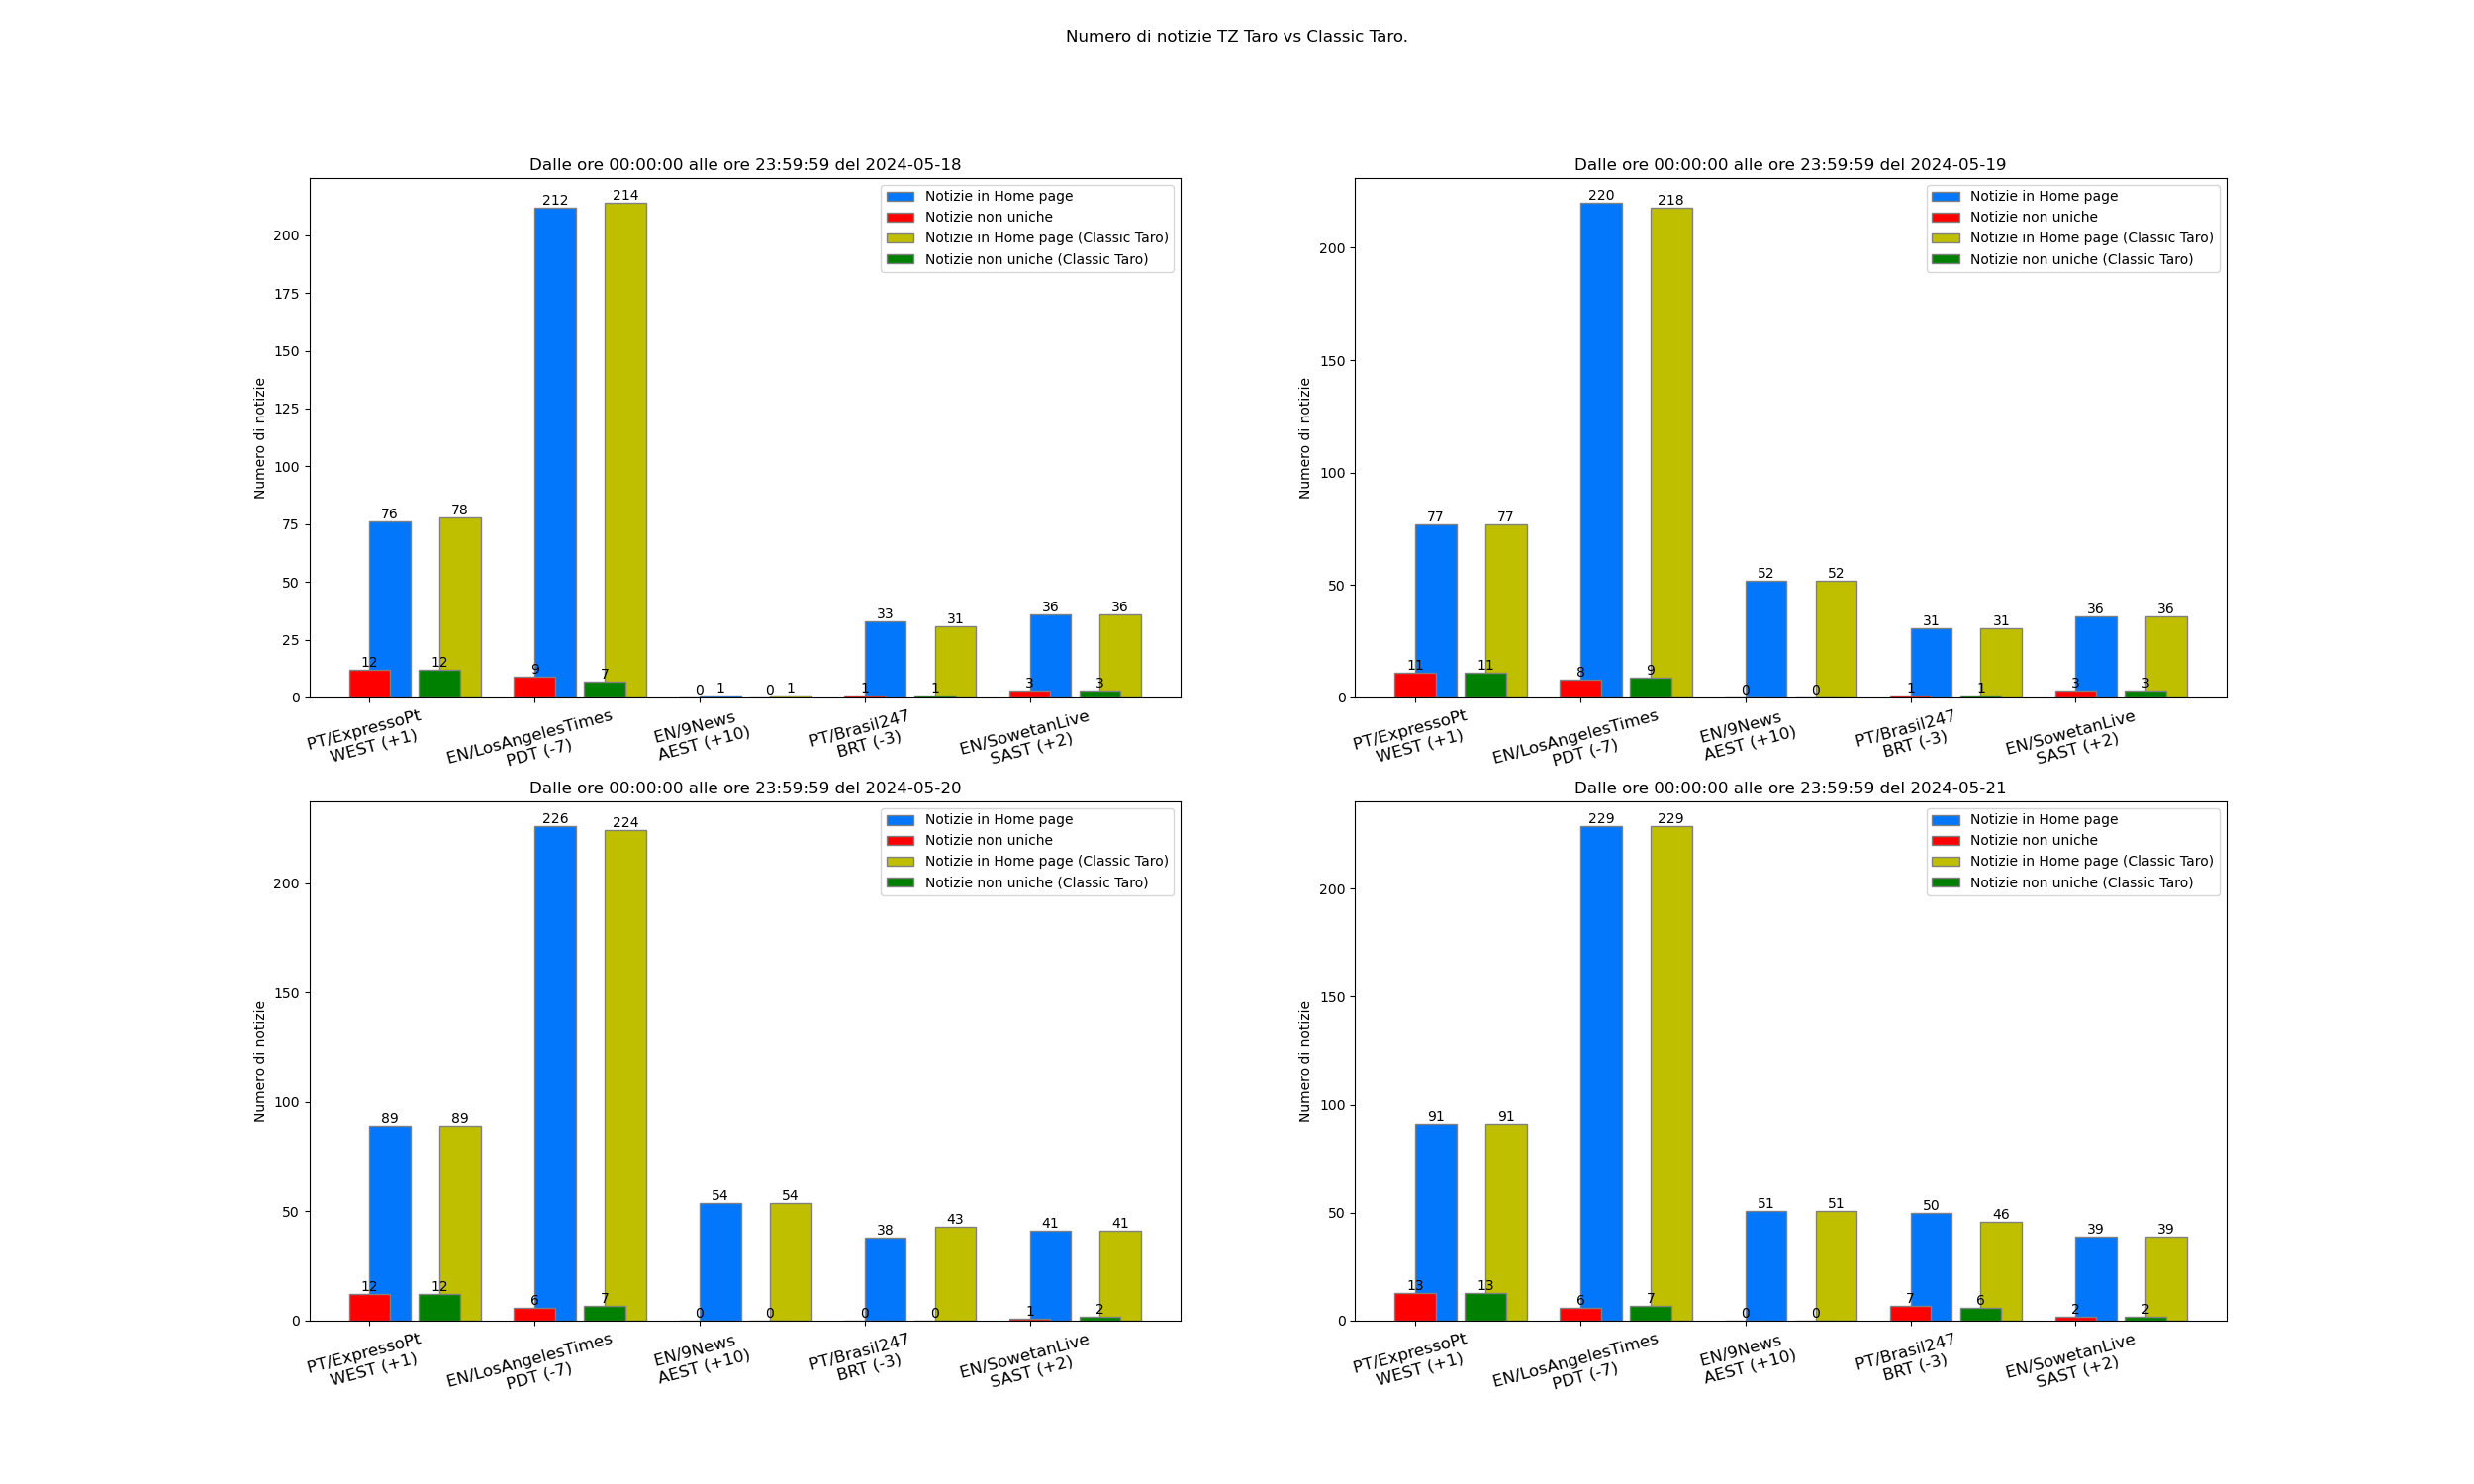 Numero di notizie TZ Taro vs Classic Taro.
Dalle ore 00:00:00 alle ore 23:59:59 del 2024-05-18
Numero di notizie
200
175
150
125
100
75
50
25
0
Notizie in Home page
Notizie non uniche
Notizie in Home page (Classic Taro)
Notizie non uniche (Classic Taro)
212 214
76 78
33 31
36 36
12 12
9 7
0 1 0 1
1 1
3 3
PT/ExpressoPt
WEST (+1)
EN/LosAngelesTimes
PDT (-7)
EN/9News
AEST (+10)
PT/Brasil247
BRT (-3)
EN/SowetanLive
SAST (+2)
Dalle ore 00:00:00 alle ore 23:59:59 del 2024-05-19
Numero di notizie
200
150
100
50
0
Notizie in Home page
Notizie non uniche
Notizie in Home page (Classic Taro)
Notizie non uniche (Classic Taro)
220 218
77 77
52 52
31 31
36 36
11 11
8 9
0 0
1 1
3 3
PT/ExpressoPt
WEST (+1)
EN/LosAngelesTimes
PDT (-7)
EN/9News
AEST (+10)
PT/Brasil247
BRT (-3)
EN/SowetanLive
SAST (+2)
Dalle ore 00:00:00 alle ore 23:59:59 del 2024-05-20
Numero di notizie
200
150
100
50
0
Notizie in Home page
Notizie non uniche
Notizie in Home page (Classic Taro)
Notizie non uniche (Classic Taro)
226 224
89 89
54 54
38 43
41 41
12 12
6 7
0 0
0 0
1 2
PT/ExpressoPt
WEST (+1)
EN/LosAngelesTimes
PDT (-7)
EN/9News
AEST (+10)
PT/Brasil247
BRT (-3)
EN/SowetanLive
SAST (+2)
Dalle ore 00:00:00 alle ore 23:59:59 del 2024-05-21
Numero di notizie
200
150
100
50
0
Notizie in Home page
Notizie non uniche
Notizie in Home page (Classic Taro)
Notizie non uniche (Classic Taro)
229 229
91 91
51 51
50 46
39 39
13 13
6 7
0 0
7 6
2 2
PT/ExpressoPt
WEST (+1)
EN/LosAngelesTimes
PDT (-7)
EN/9News
AEST (+10)
PT/Brasil247
BRT (-3)
EN/SowetanLive
SAST (+2)